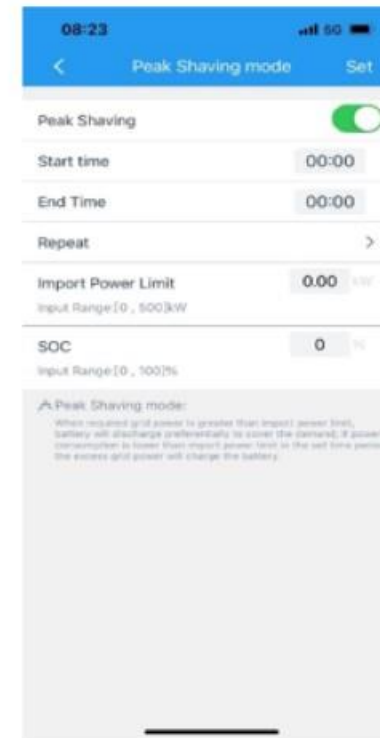 08:23
5G
Peak Shaving mode
Set
Peak Shaving
Start time
00:00
End Time
00:00
Repeat
Import Power Limit
0.00 kW
Input Range[0 , 500]kW
SOC
0 %
Input Range[0 , 100]%
Peak Shaving mode:
When required grid power is greater than import power limit,
battery will discharge preferentially to cover the demand; if power
consumption is lower than import power limit in the set time period
the excess grid power will charge the battery.